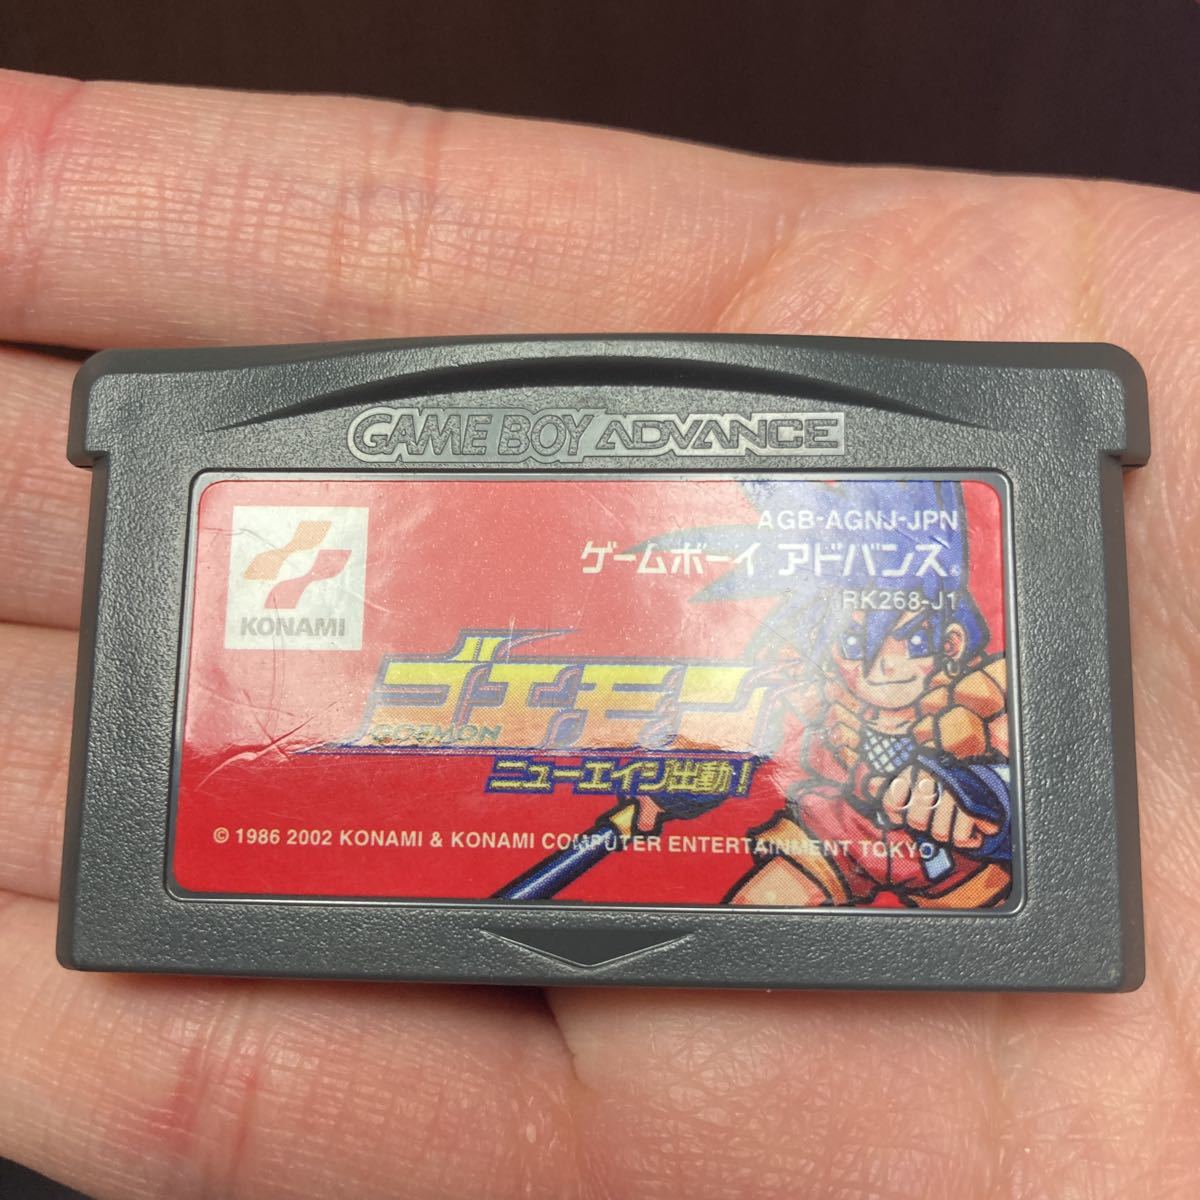 GAME BOY ADVANCE
KONAMI
AGB-AGNJ-JPN
ゲームボーイ アドバンス
RK268-J1
ゴエモン
GOEMON
ニューエイジ出動!
09
© 1986 2002 KONAMI & KONAMI COMPUTER ENTERTAINMENT TOKYO